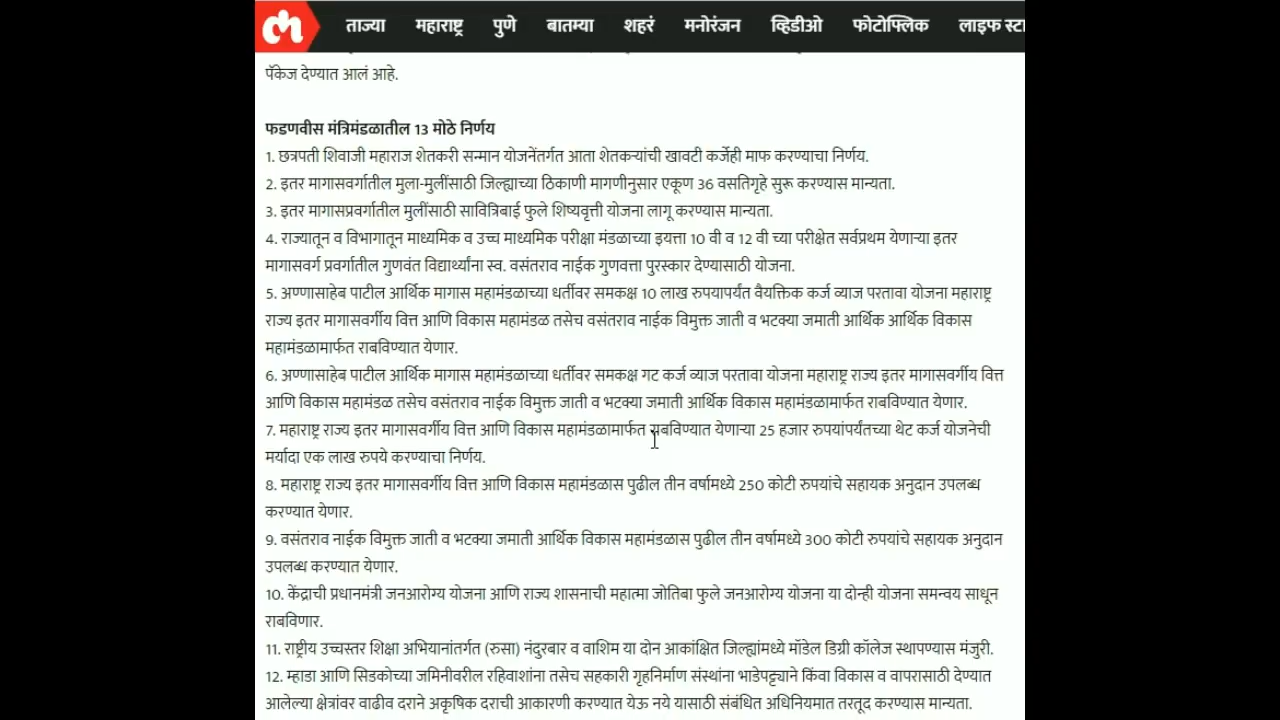 ताज्या महाराष्ट्र पुणे बातम्या शहरं मनोरंजन व्हिडीओ फोटोफ्लिक लाइफ स्टा
पॅकेज देण्यात आलं आहे.
फडणवीस मंत्रिमंडळातील 13 मोठे निर्णय
1. छत्रपती शिवाजी महाराज शेतकरी सन्मान योजनेंतर्गत आता शेतकऱ्यांची खावटी कर्जेही माफ करण्याचा निर्णय.
2. इतर मागासवर्गातील मुला-मुलींसाठी जिल्ह्याच्या ठिकाणी मागणीनुसार एकूण 36 वसतिगृहे सुरू करण्यास मान्यता.
3. इतर मागासप्रवर्गातील मुलींसाठी सावित्रिबाई फुले शिष्यवृत्ती योजना लागू करण्यास मान्यता.
4. राज्यातून व विभागातून माध्यमिक व उच्च माध्यमिक परीक्षा मंडळाच्या इयत्ता 10 वी व 12 वी च्या परीक्षेत सर्वप्रथम येणाऱ्या इतर
मागासवर्ग प्रवर्गातील गुणवंत विद्यार्थ्यांना स्व. वसंतराव नाईक गुणवत्ता पुरस्कार देण्यासाठी योजना.
5. अण्णासाहेब पाटील आर्थिक मागास महामंडळाच्या धर्तीवर समकक्ष 10 लाख रुपयापर्यंत वैयक्तिक कर्ज व्याज परतावा योजना महाराष्ट्र
राज्य इतर मागासवर्गीय वित्त आणि विकास महामंडळ तसेच वसंतराव नाईक विमुक्त जाती व भटक्या जमाती आर्थिक आर्थिक विकास
महामंडळामार्फत राबविण्यात येणार.
6. अण्णासाहेब पाटील आर्थिक मागास महामंडळाच्या धर्तीवर समकक्ष गट कर्ज व्याज परतावा योजना महाराष्ट्र राज्य इतर मागासवर्गीय वित्त
आणि विकास महामंडळ तसेच वसंतराव नाईक विमुक्त जाती व भटक्या जमाती आर्थिक विकास महामंडळामार्फत राबविण्यात येणार.
7. महाराष्ट्र राज्य इतर मागासवर्गीय वित्त आणि विकास महामंडळामार्फत राबविण्यात येणाऱ्या 25 हजार रुपयांपर्यंतच्या थेट कर्ज योजनेची
मर्यादा एक लाख रुपये करण्याचा निर्णय.
8. महाराष्ट्र राज्य इतर मागासवर्गीय वित्त आणि विकास महामंडळास पुढील तीन वर्षामध्ये 250 कोटी रुपयांचे सहायक अनुदान उपलब्ध
करण्यात येणार.
9. वसंतराव नाईक विमुक्त जाती व भटक्या जमाती आर्थिक विकास महामंडळास पुढील तीन वर्षामध्ये 300 कोटी रुपयांचे सहायक अनुदान
उपलब्ध करण्यात येणार.
10. केंद्राची प्रधानमंत्री जनआरोग्य योजना आणि राज्य शासनाची महात्मा जोतिबा फुले जनआरोग्य योजना या दोन्ही योजना समन्वय साधून
राबविणार.
11. राष्ट्रीय उच्चस्तर शिक्षा अभियानांतर्गत (रुसा) नंदुरबार व वाशिम या दोन आकांक्षित जिल्ह्यांमध्ये मॉडेल डिग्री कॉलेज स्थापण्यास मंजुरी.
12. म्हाडा आणि सिडकोच्या जमिनीवरील रहिवाशांना तसेच सहकारी गृहनिर्माण संस्थांना भाडेपट्ट्याने किंवा विकास व वापरासाठी देण्यात
आलेल्या क्षेत्रांवर वाढीव दराने अकृषिक दराची आकारणी करण्यात येऊ नये यासाठी संबंधित अधिनियमात तरतूद करण्यास मान्यता.